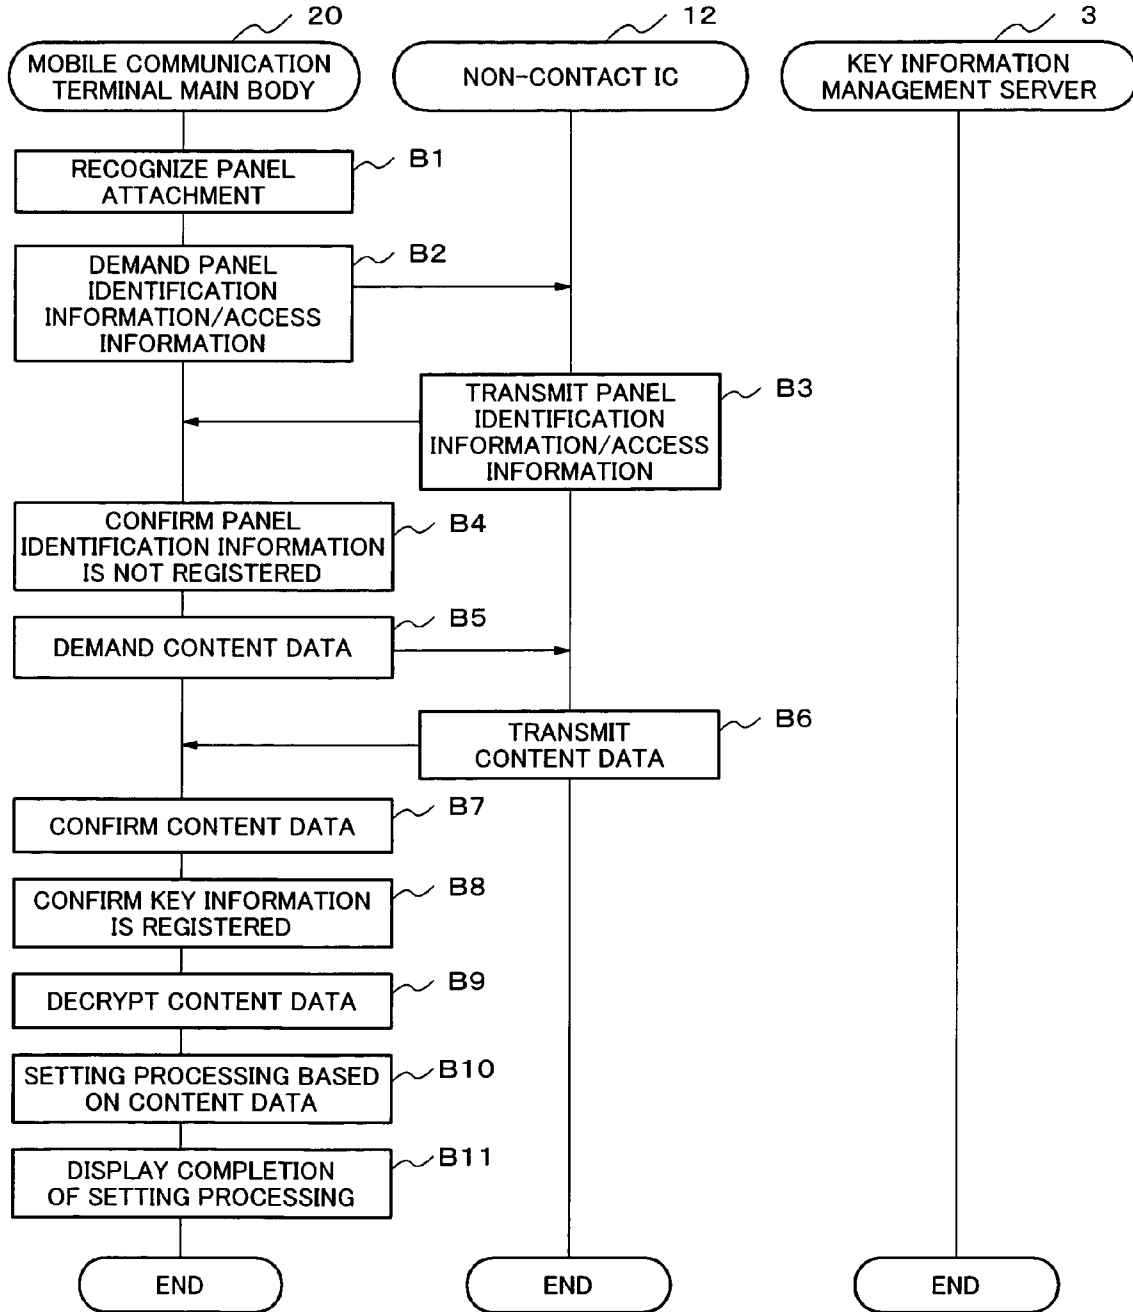 20
12
3
MOBILE COMMUNICATION
TERMINAL MAIN BODY
NON-CONTACT IC
KEY INFORMATION
MANAGEMENT SERVER
RECOGNIZE PANEL
ATTACHMENT
B1
DEMAND PANEL
IDENTIFICATION
INFORMATION/ACCESS
INFORMATION
B2
TRANSMIT PANEL
IDENTIFICATION
INFORMATION/ACCESS
INFORMATION
B3
CONFIRM PANEL
IDENTIFICATION INFORMATION
IS NOT REGISTERED
B4
DEMAND CONTENT DATA
B5
TRANSMIT
CONTENT DATA
B6
CONFIRM CONTENT DATA
B7
CONFIRM KEY INFORMATION
IS REGISTERED
B8
DECRYPT CONTENT DATA
B9
SETTING PROCESSING BASED
ON CONTENT DATA
B10
DISPLAY COMPLETION
OF SETTING PROCESSING
B11
END
END
END